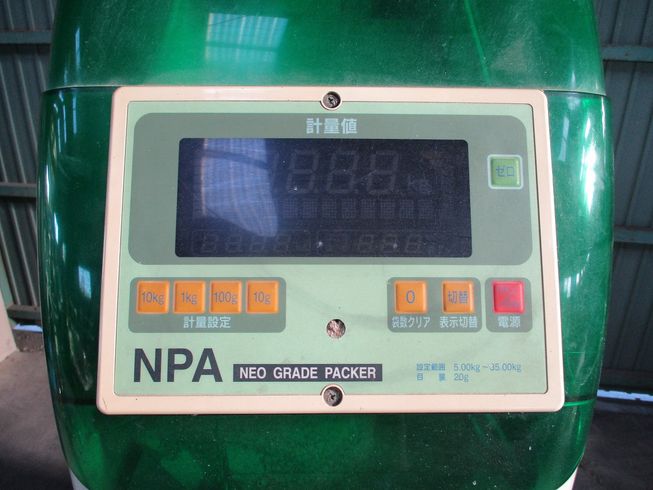 計量値
ゼロ
10kg 1kg 100g 10g
0 切替
計量設定
袋数クリア 表示切替 電源
NPA NEO GRADE PACKER
設定範囲 5.00kg～35.00kg
目量 20g